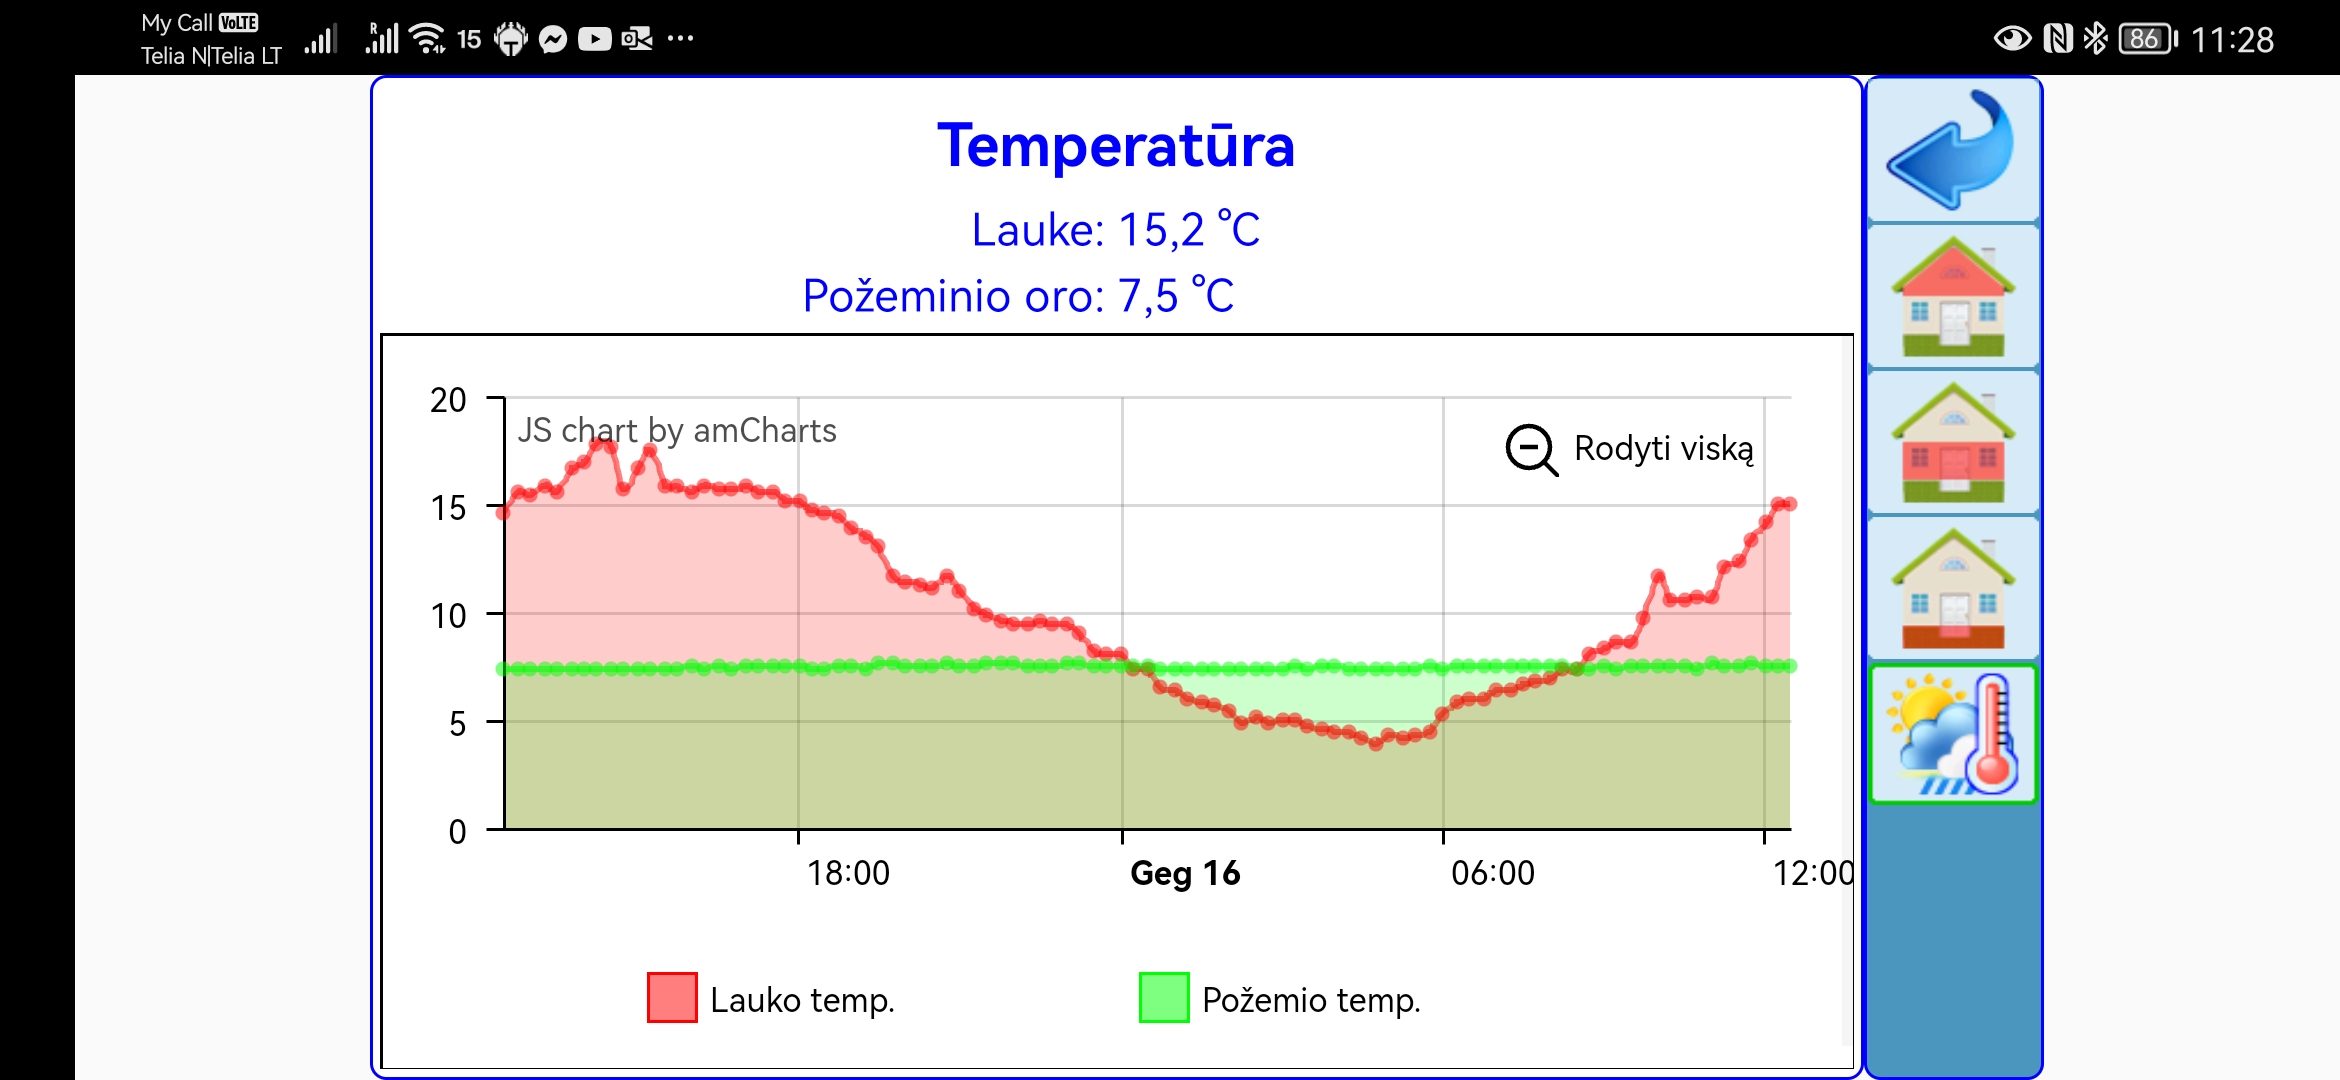 My Call VoLTE
Telia N|Telia LT
R
15
86
11:28
Temperatūra
Lauke: 15,2 °C
Požeminio oro: 7,5 °C
20
JS chart by amCharts
Rodyti viską
15
10
5
0
18:00 Geg 16 06:00 12:00
Lauko temp. Požemio temp.